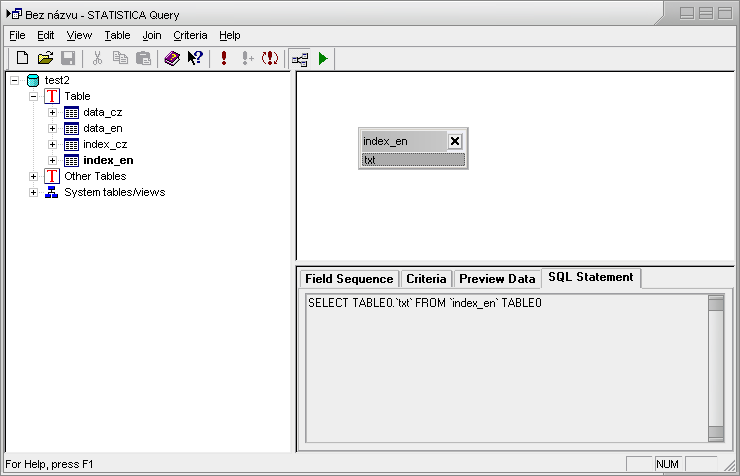 Bez názvu - STATISTICA Query
File Edit View Table Join Criteria Help
test2
Table
data_cz
data_en
index_cz
index_en
Other Tables
System tables/views
index_en
txt
Field Sequence Criteria Preview Data SQL Statement
SELECT TABLE0.`txt` FROM `index_en` TABLE0
For Help, press F1
NUM